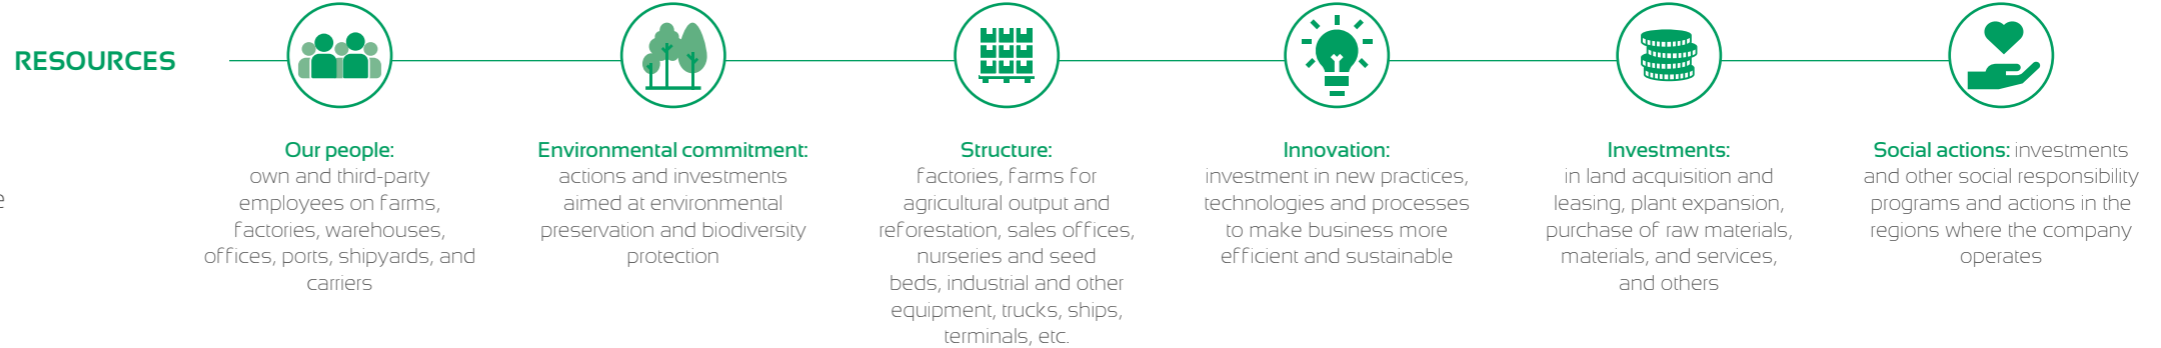 RESOURCES
e
Our people:
own and third-party
employees on farms,
factories, warehouses,
offices, ports, shipyards, and
carriers
Environmental commitment:
actions and investments
aimed at environmental
preservation and biodiversity
protection
Structure:
factories, farms for
agricultural output and
reforestation, sales offices,
nurseries and seed
beds, industrial and other
equipment, trucks, ships,
terminals, etc.
Innovation:
investment in new practices,
technologies and processes
to make business more
efficient and sustainable
Investments:
in land acquisition and
leasing, plant expansion,
purchase of raw materials,
materials, and services,
and others
Social actions: investments
and other social responsibility
programs and actions in the
regions where the company
operates